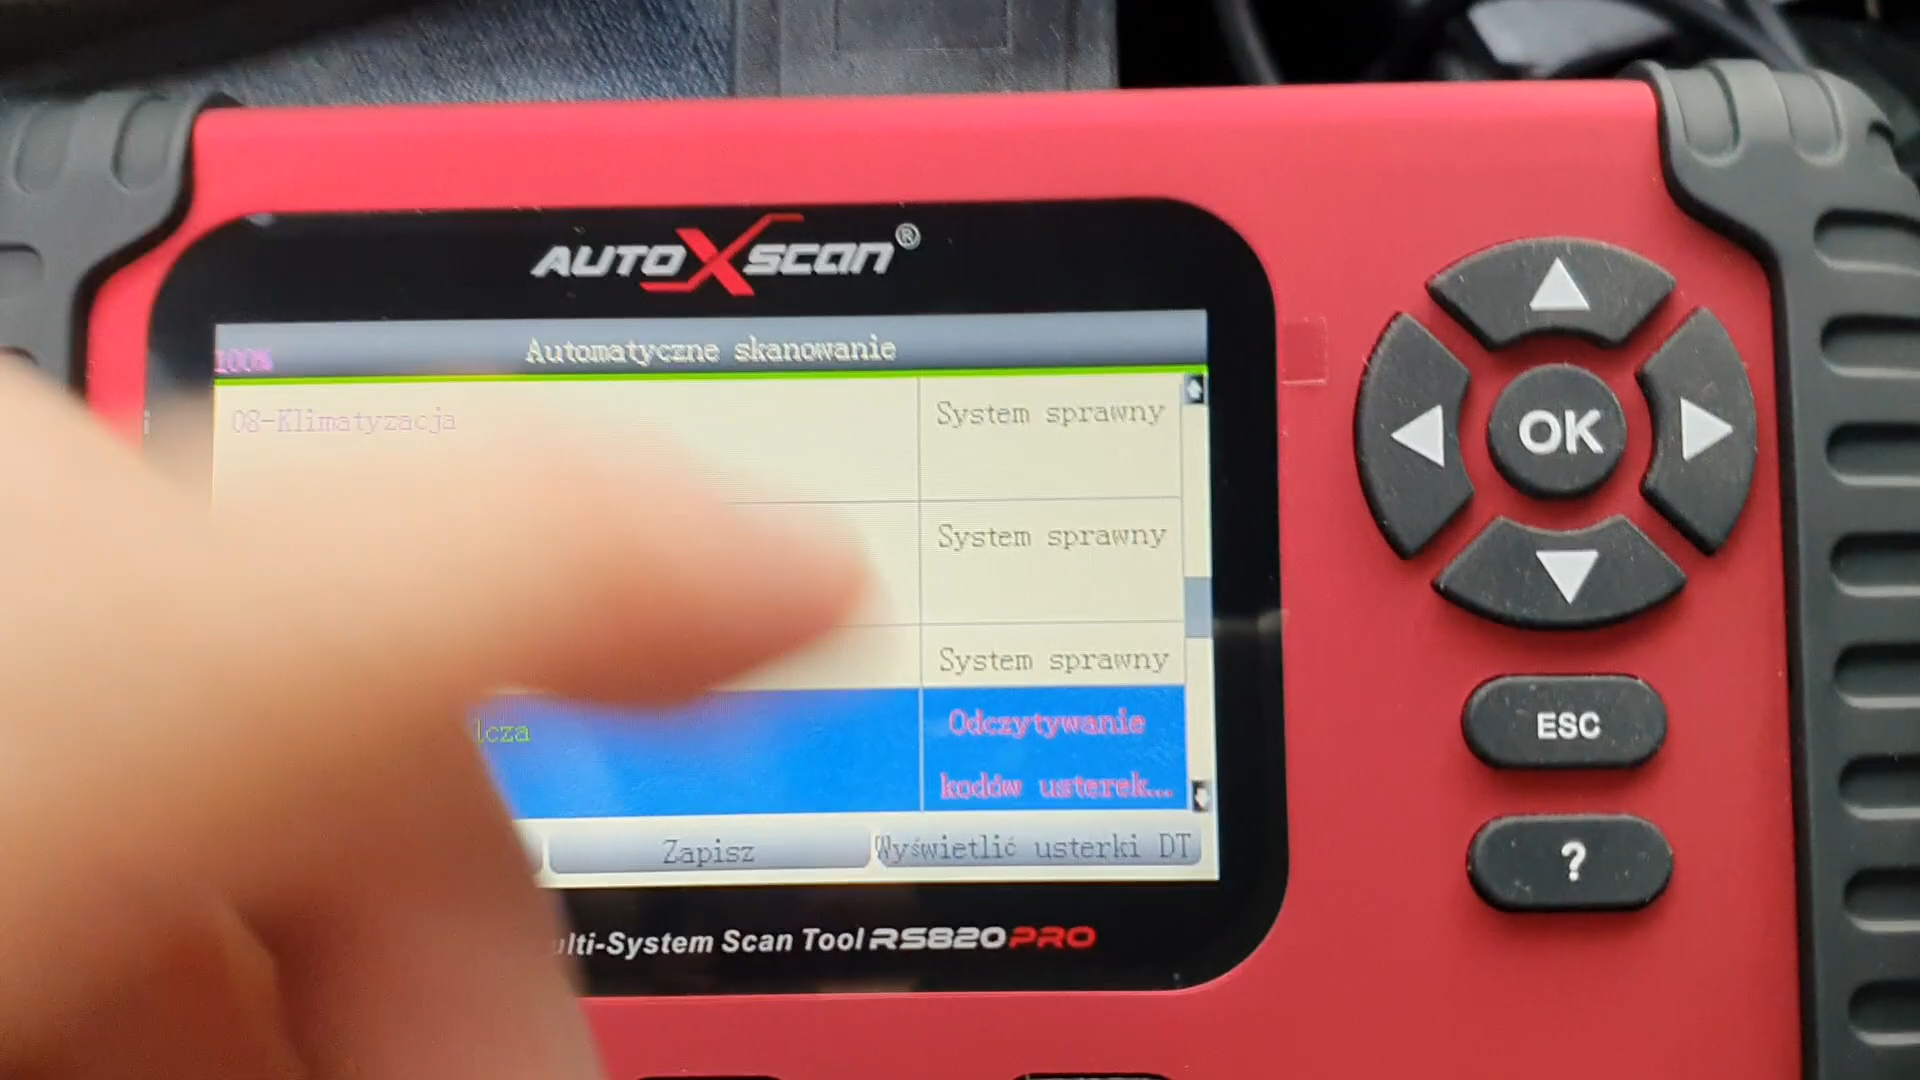 AUTOXSCAN®
100%
Automatyczne skanowanie
08-Klimatyzacja
System sprawny
System sprawny
System sprawny
lcza
Odczytywanie
kodów usterek...
Zapisz
Wyświetlić usterki DT
ulti-System Scan Tool RS820PRO
OK
ESC
?